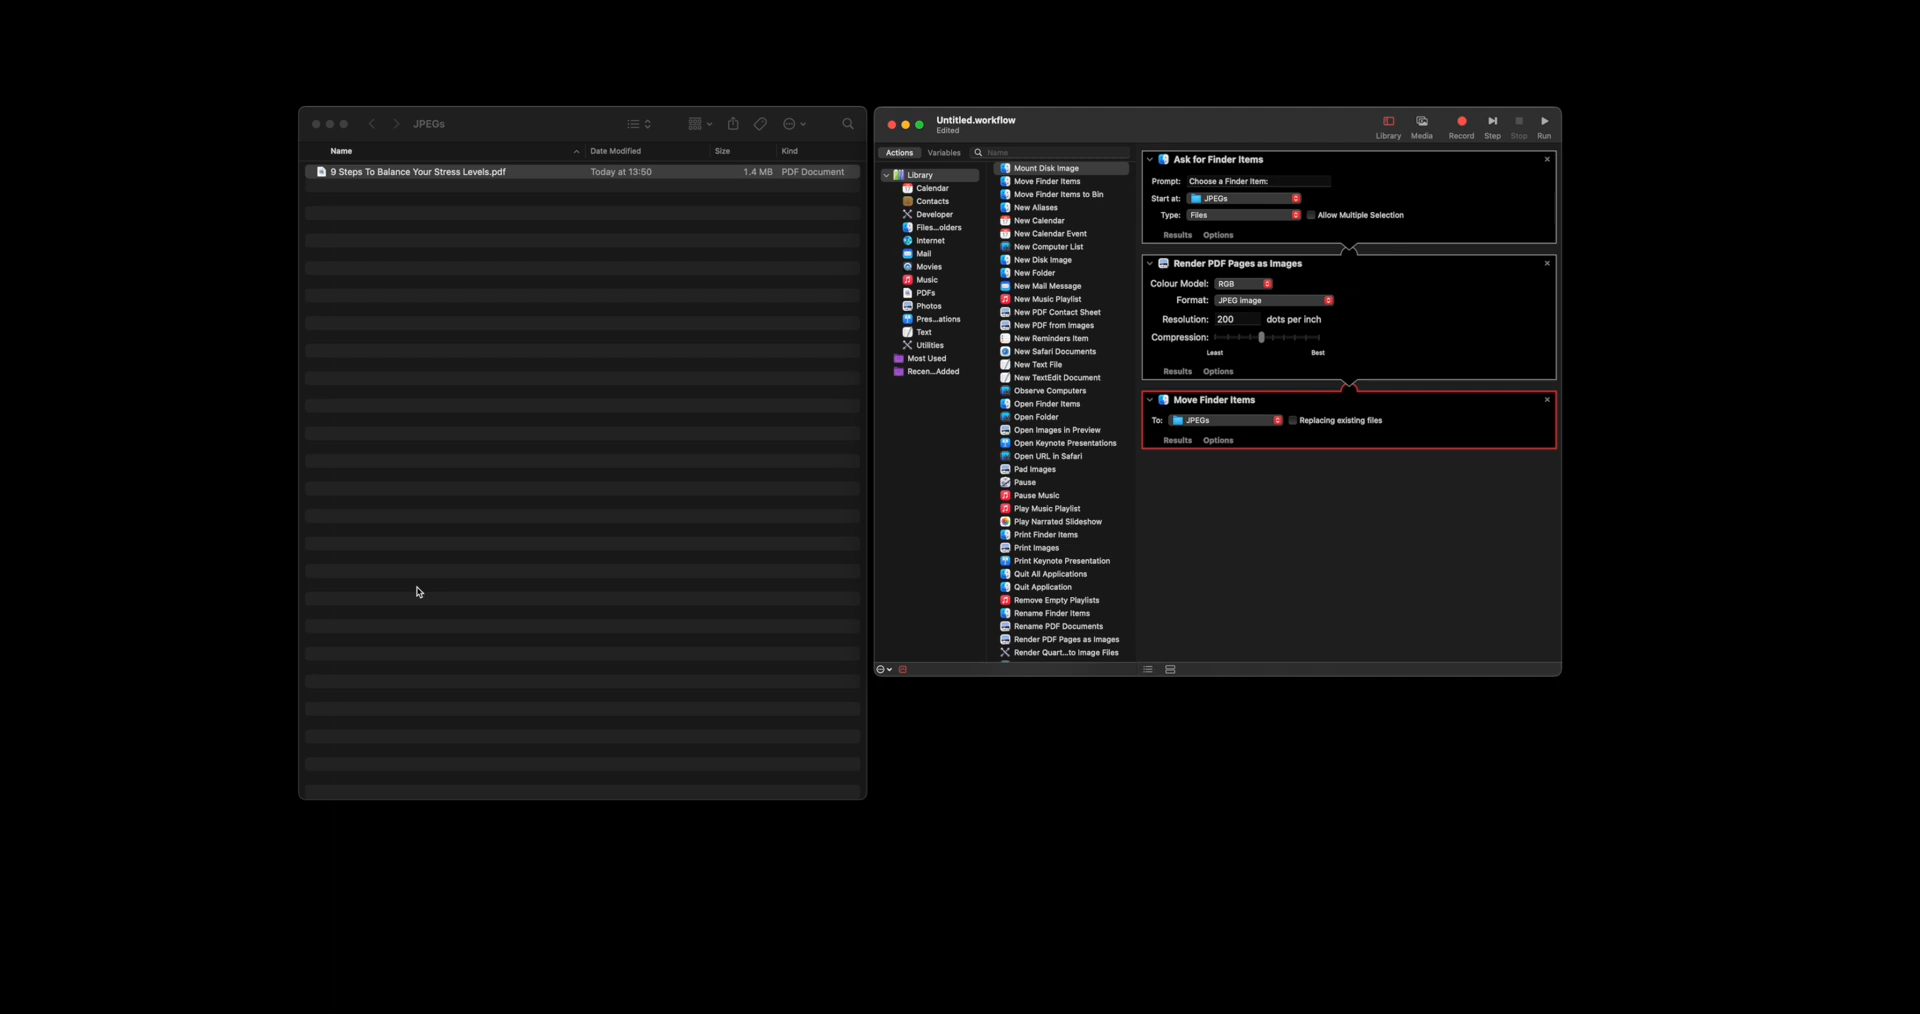 JPEGs
Name
Date Modified
Size
Kind
9 Steps To Balance Your Stress Levels.pdf
Today at 13:50
1.4 MB
PDF Document
Untitled.workflow
Edited
Library
Media
Record
Step
Stop
Run
Actions
Variables
Name
Library
Calendar
Contacts
Developer
Files...olders
Internet
Mail
Movies
Music
PDFs
Photos
Pres...ations
Text
Utilities
Most Used
Recen...Added
Mount Disk Image
Move Finder Items
Move Finder Items to Bin
New Aliases
New Calendar
New Calendar Event
New Computer List
New Disk Image
New Folder
New Mail Message
New Music Playlist
New PDF Contact Sheet
New PDF from Images
New Reminders Item
New Safari Documents
New Text File
New TextEdit Document
Observe Computers
Open Finder Items
Open Folder
Open Images in Preview
Open Keynote Presentations
Open URL in Safari
Pad Images
Pause
Pause Music
Play Music Playlist
Play Narrated Slideshow
Print Finder Items
Print Images
Print Keynote Presentation
Quit All Applications
Quit Application
Remove Empty Playlists
Rename Finder Items
Rename PDF Documents
Render PDF Pages as Images
Render Quart...to Image Files
Ask for Finder Items
Prompt: Choose a Finder Item:
Start at: JPEGs
Type: Files Allow Multiple Selection
Results Options
Render PDF Pages as Images
Colour Model: RGB
Format: JPEG image
Resolution: 200 dots per inch
Compression:
Least Best
Results Options
Move Finder Items
To: JPEGs Replacing existing files
Results Options